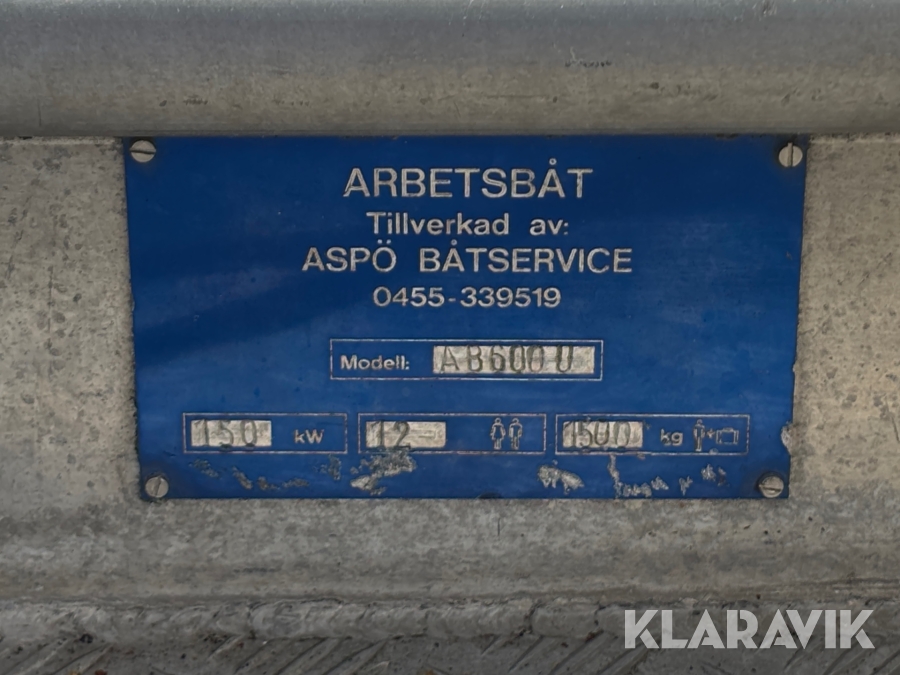 ARBETSBÅT
Tillverkad av:
ASPÖ BÅTSERVICE
0455-339519
Modell: AB600U
150 kW 12 1500 kg
KLARAVIK